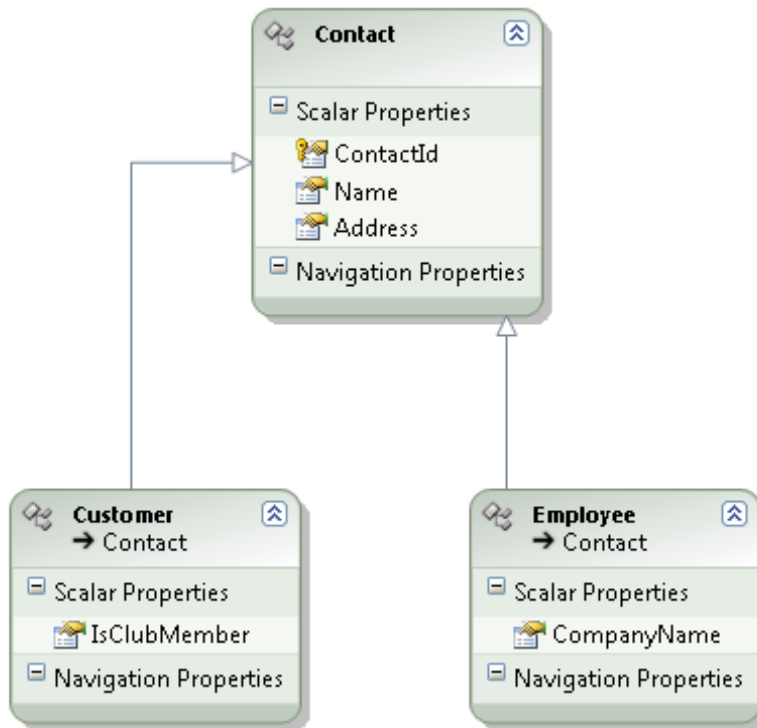 Contact
Scalar Properties
ContactId
Name
Address
Navigation Properties
Customer
→ Contact
Scalar Properties
IsClubMember
Navigation Properties
Employee
→ Contact
Scalar Properties
CompanyName
Navigation Properties